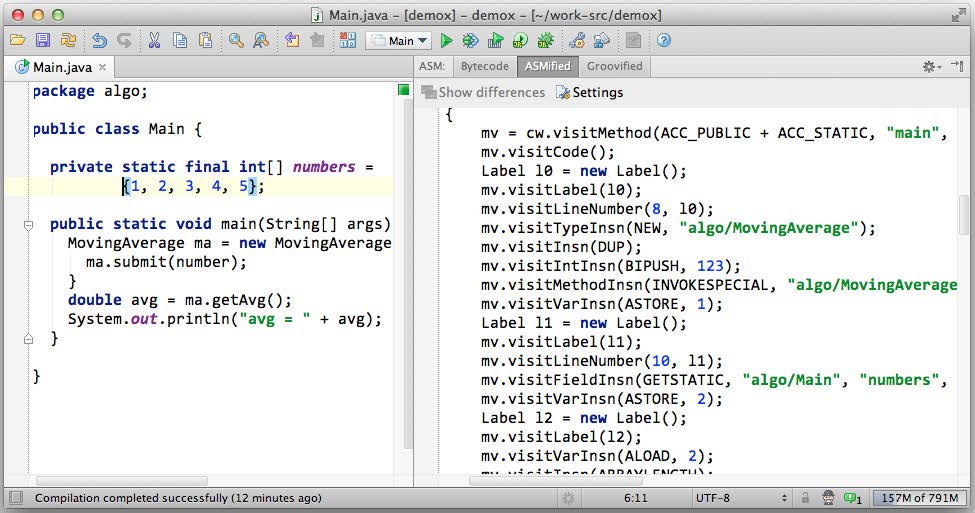 Main.java - [demox] - demox - [~/work-src/demox]
Main
Main.java ×
ASM:
Bytecode
ASMified
Groovified
Show differences
Settings
package algo;
public class Main {
private static final int[] numbers =
{1, 2, 3, 4, 5};
public static void main(String[] args)
MovingAverage ma = new MovingAverage
ma.submit(number);
}
double avg = ma.getAvg();
System.out.println("avg = " + avg);
}
}
{
mv = cw.visitMethod(ACC_PUBLIC + ACC_STATIC, "main",
mv.visitCode();
Label l0 = new Label();
mv.visitLabel(l0);
mv.visitLineNumber(8, l0);
mv.visitTypeInsn(NEW, "algo/MovingAverage");
mv.visitInsn(DUP);
mv.visitIntInsn(BIPUSH, 123);
mv.visitMethodInsn(INVOKESPECIAL, "algo/MovingAverage
mv.visitVarInsn(ASTORE, 1);
Label l1 = new Label();
mv.visitLabel(l1);
mv.visitLineNumber(10, l1);
mv.visitFieldInsn(GETSTATIC, "algo/Main", "numbers",
mv.visitVarInsn(ASTORE, 2);
Label l2 = new Label();
mv.visitLabel(l2);
mv.visitVarInsn(ALOAD, 2);
mv.visitInsn(ARRAYLENGTH);
Compilation completed successfully (12 minutes ago)
6:11
UTF-8
1
157M of 791M